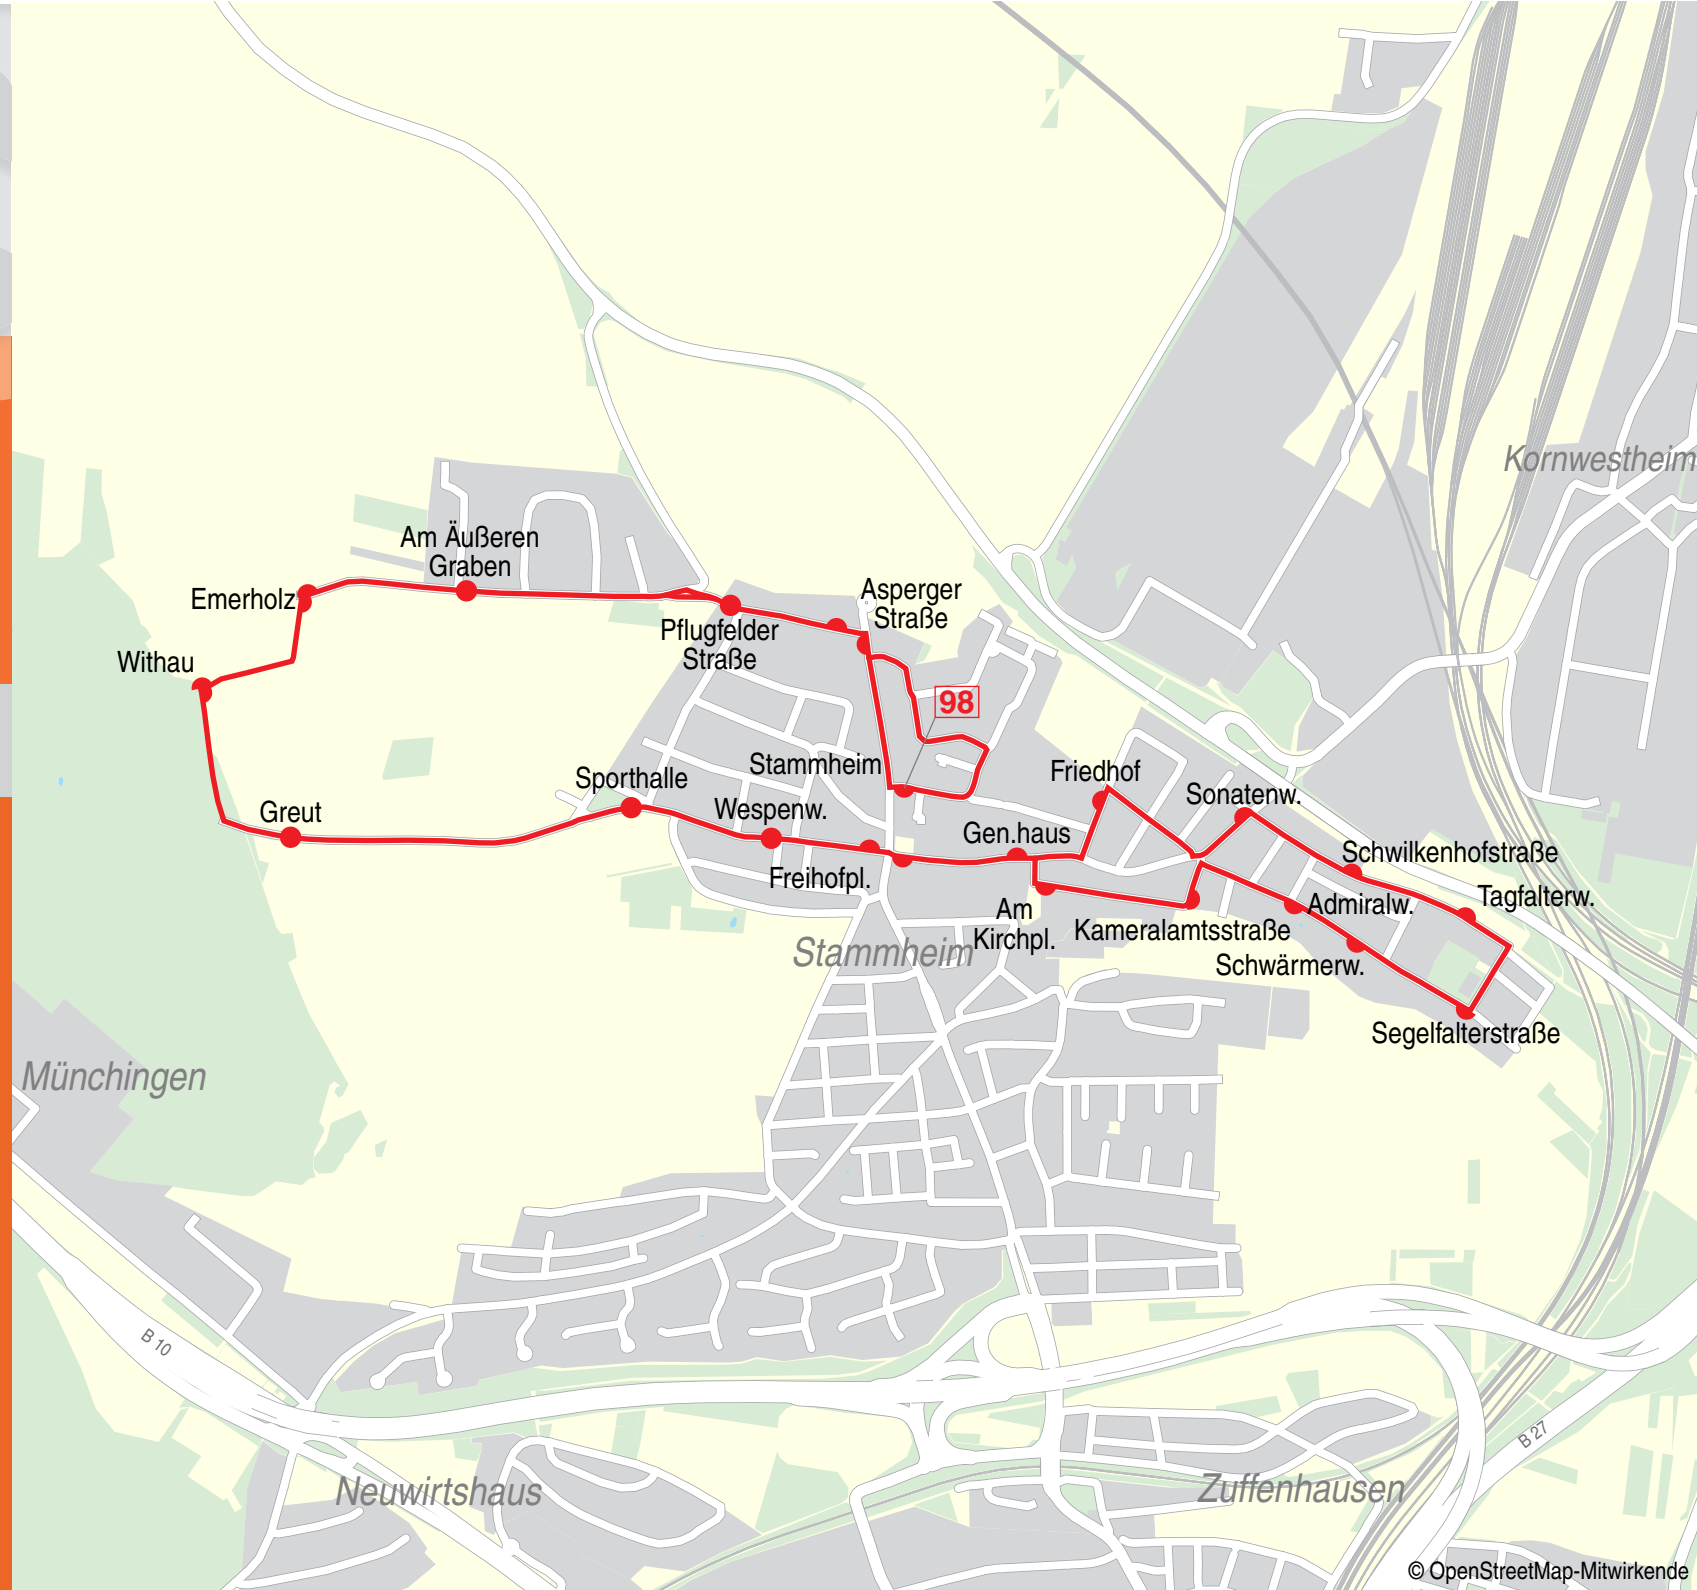 Kornwestheim
Am Äußeren
Graben
Emerholz
Asperger
Straße
Pflugfelder
Straße
Withau
98
Stammheim
Sporthalle
Friedhof
Sonatenw.
Greut
Wespenw.
Gen.haus
Schwilkenhofstraße
Freihofpl.
Tagfalterw.
Am
Kirchpl.
Admiralw.
Kameralamtsstraße
Stammheim
Schwärmerw.
Segelfalterstraße
Münchingen
B 10
B 27
Neuwirtshaus
Zuffenhausen
© OpenStreetMap-Mitwirkende